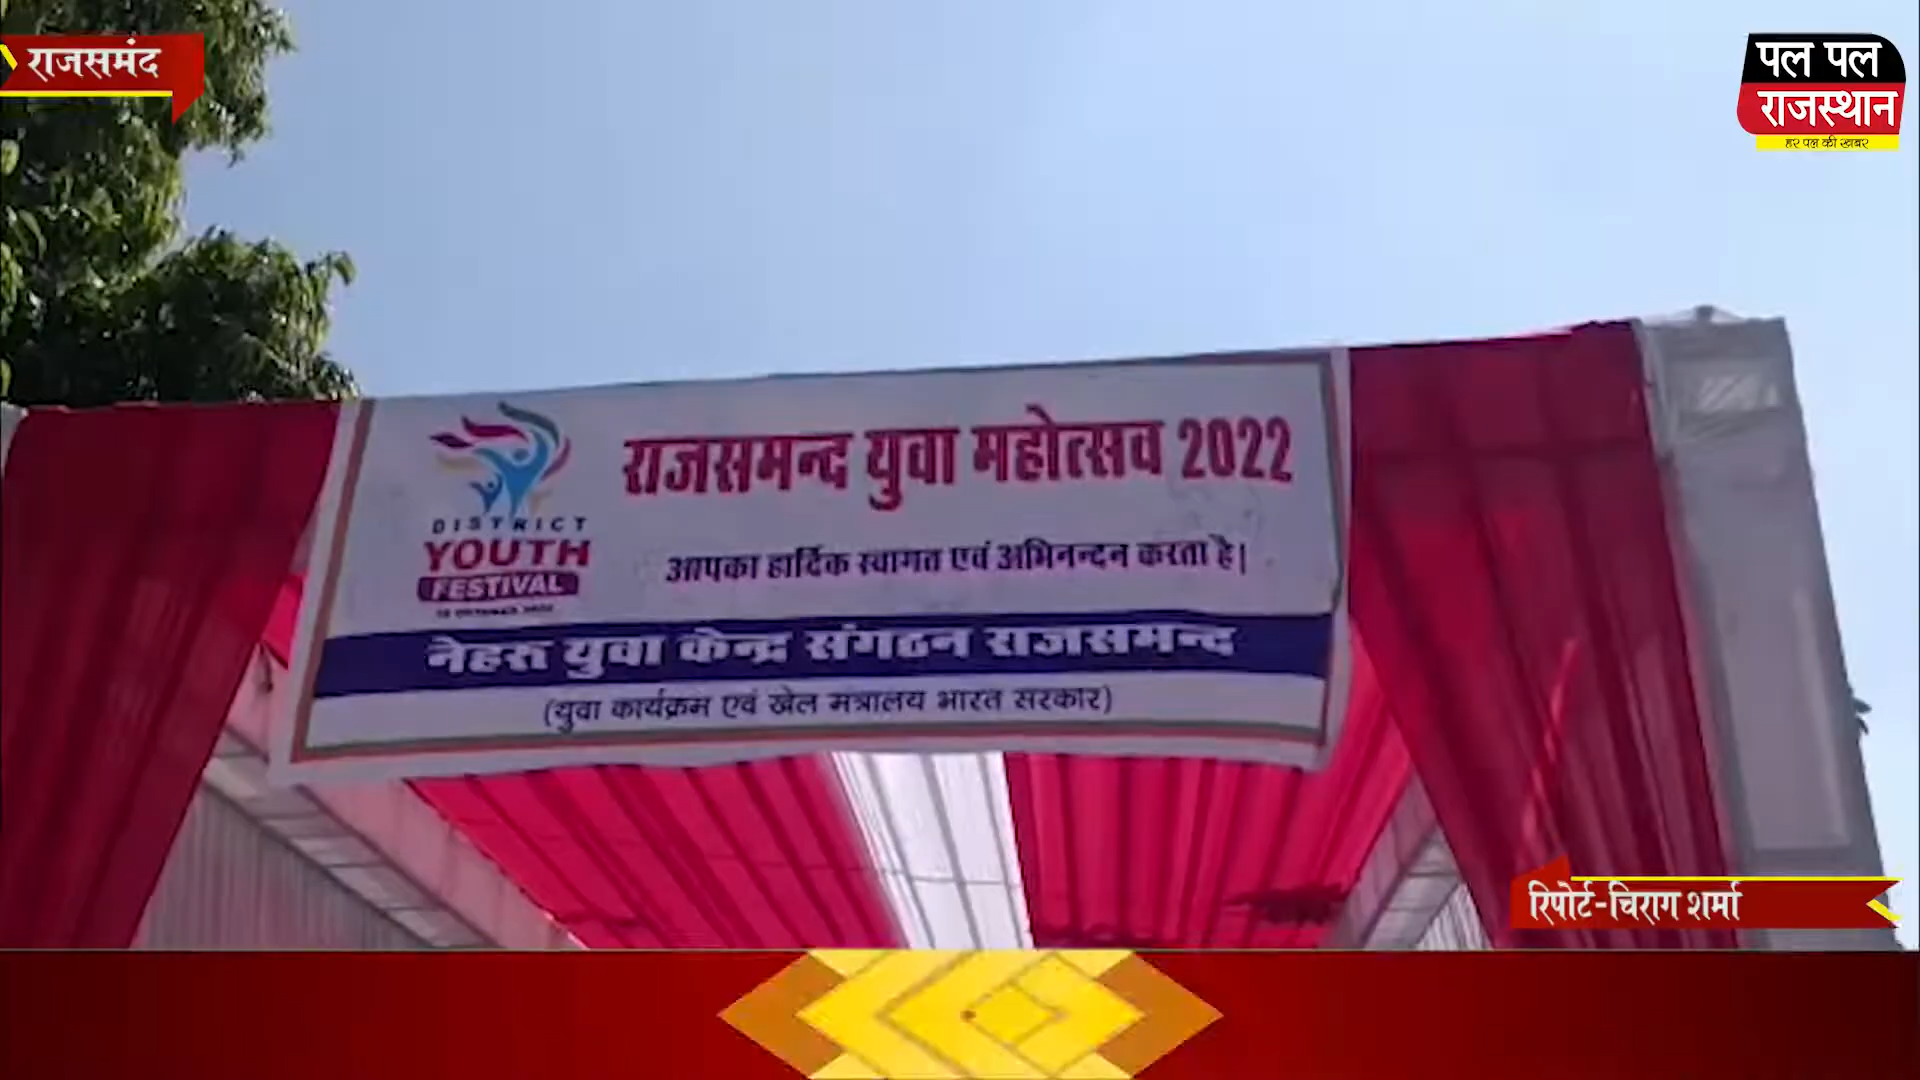 राजसमंद
पल पल
राजस्थान
हर पल की खबर
राजसमन्द युवा महोत्सव 2022
आपका हार्दिक स्वागत एवं अभिनन्दन करता है।
DISTRICT
YOUTH
FESTIVAL
नेहरू युवा केन्द्र संगठन राजसमन्द
(युवा कार्यक्रम एवं खेल मत्रालय भारत सरकार)
रिपोर्ट-चिराग शर्मा